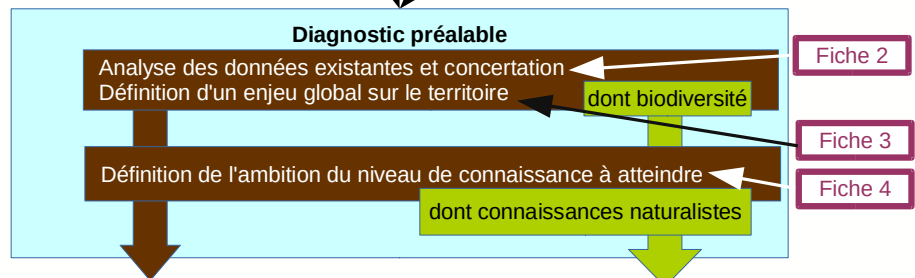 Diagnostic préalable
Analyse des données existantes et concertation
Fiche 2
Définition d'un enjeu global sur le territoire
dont biodiversité
Fiche 3
Définition de l'ambition du niveau de connaissance à atteindre
Fiche 4
dont connaissances naturalistes